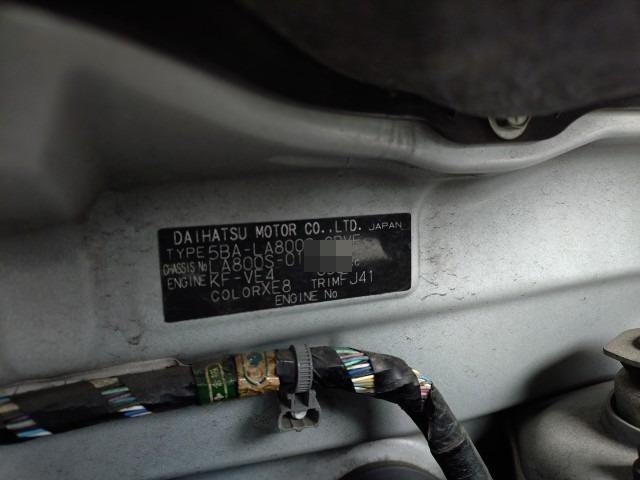 DAIHATSU MOTOR CO.,LTD. JAPAN
TYPE 5BA-LA800S-
CHASSIS No LA800S-01
ENGINE KF-VE4
COLOR XE8 TRIM FJ41
ENGINE No